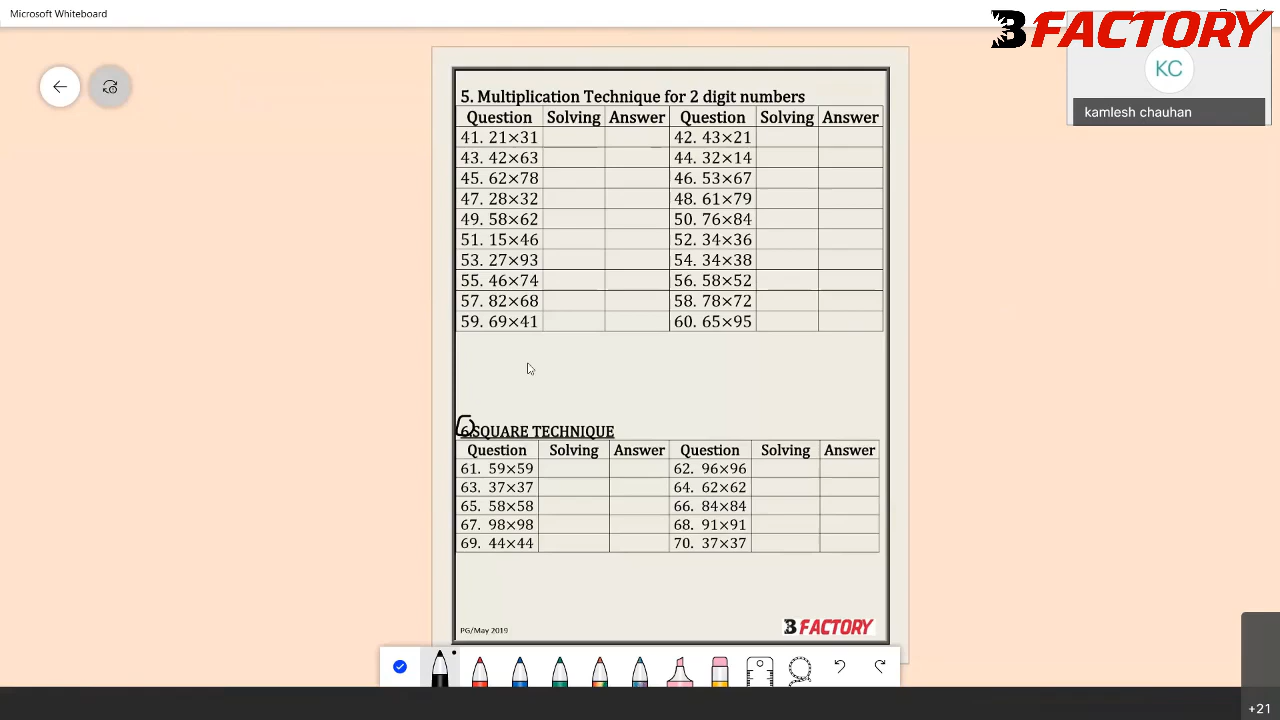 Microsoft Whiteboard
3 FACTORY
KC
kamlesh chauhan
5. Multiplication Technique for 2 digit numbers
Question Solving Answer Question Solving Answer
41. 21×31 42. 43×21
43. 42×63 44. 32×14
45. 62×78 46. 53×67
47. 28×32 48. 61×79
49. 58×62 50. 76×84
51. 15×46 52. 34×36
53. 27×93 54. 34×38
55. 46×74 56. 58×52
57. 82×68 58. 78×72
59. 69×41 60. 65×95
6.SQUARE TECHNIQUE
Question Solving Answer Question Solving Answer
61. 59×59 62. 96×96
63. 37×37 64. 62×62
65. 58×58 66. 84×84
67. 98×98 68. 91×91
69. 44×44 70. 37×37
PG/May 2019
3 FACTORY
+21